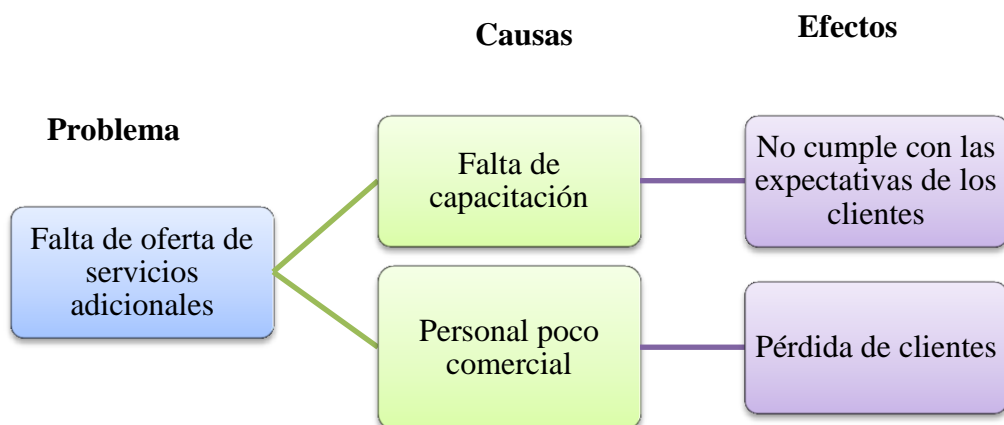 Causas
Efectos
Problema
Falta de oferta de
servicios
adicionales
Falta de
capacitación
No cumple con las
expectativas de los
clientes
Personal poco
comercial
Pérdida de clientes